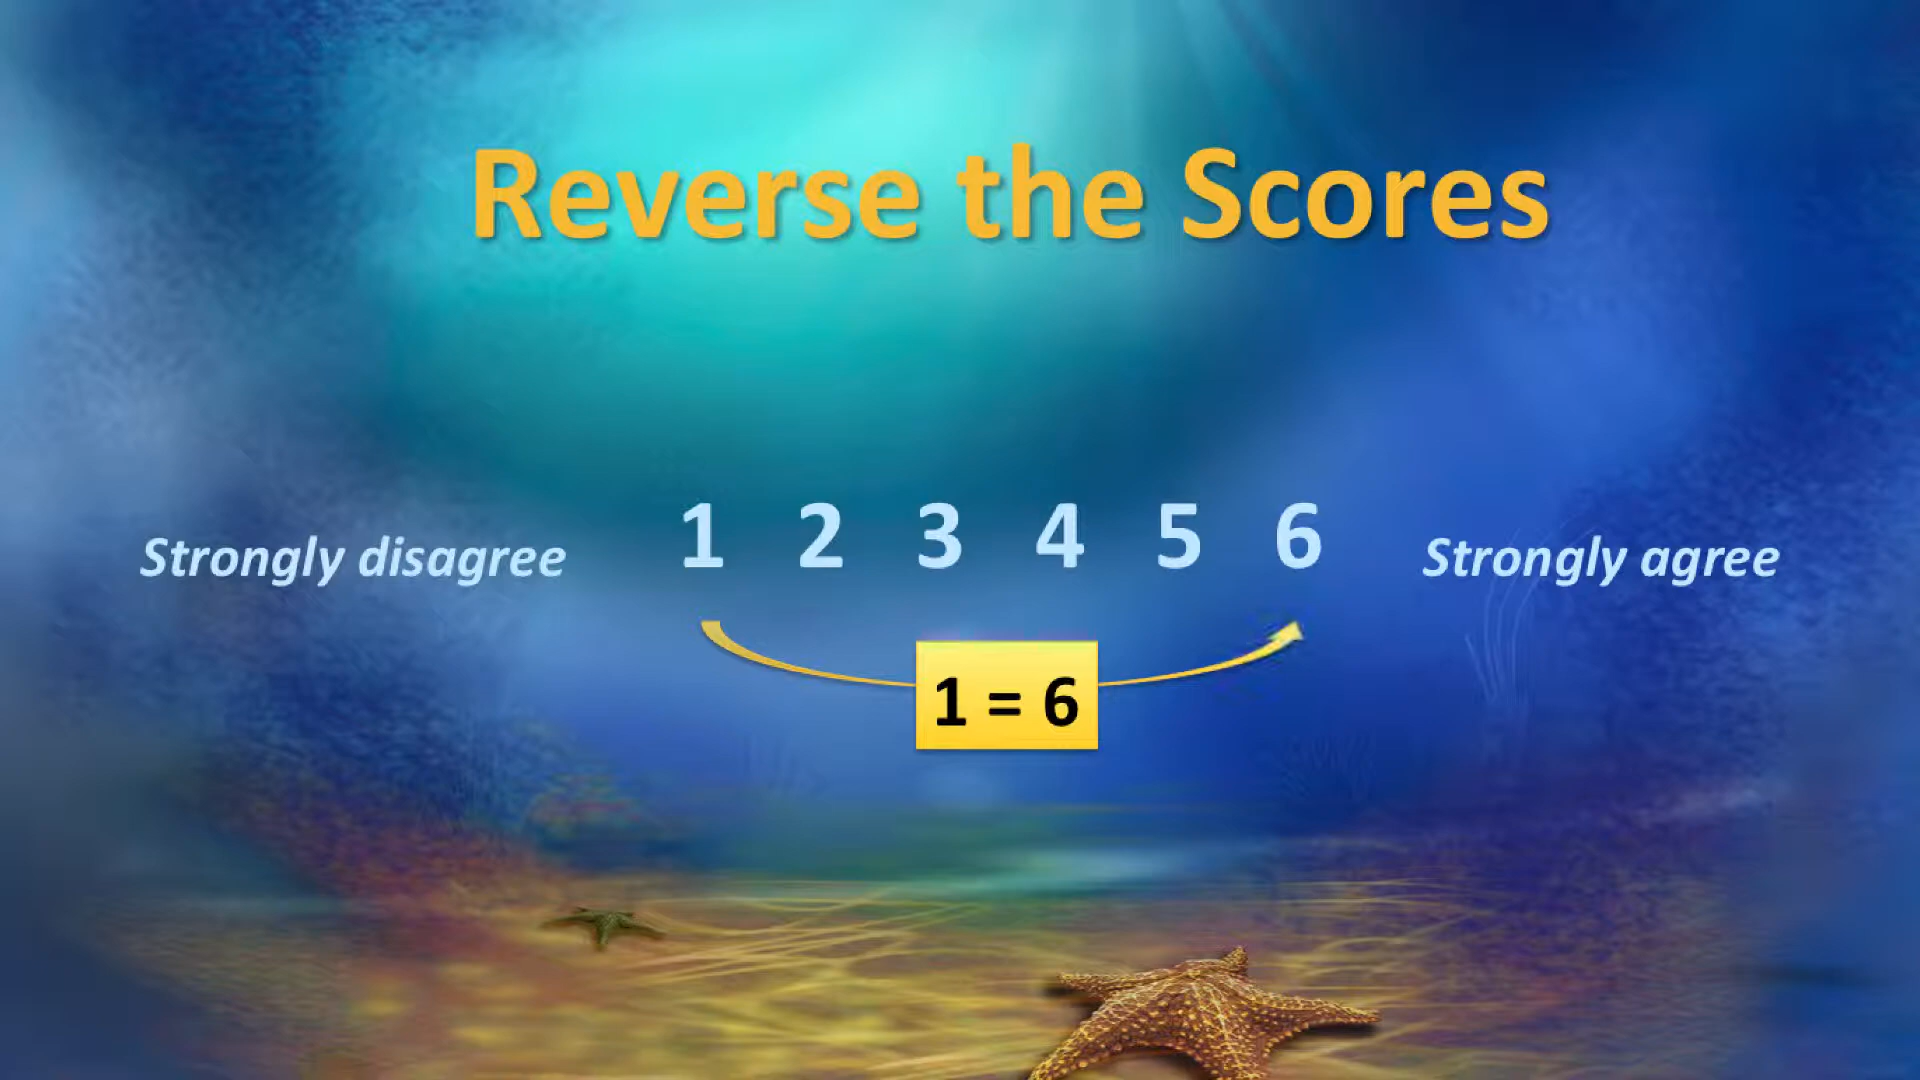 Reverse the Scores
Strongly disagree 1 2 3 4 5 6 Strongly agree
1 = 6